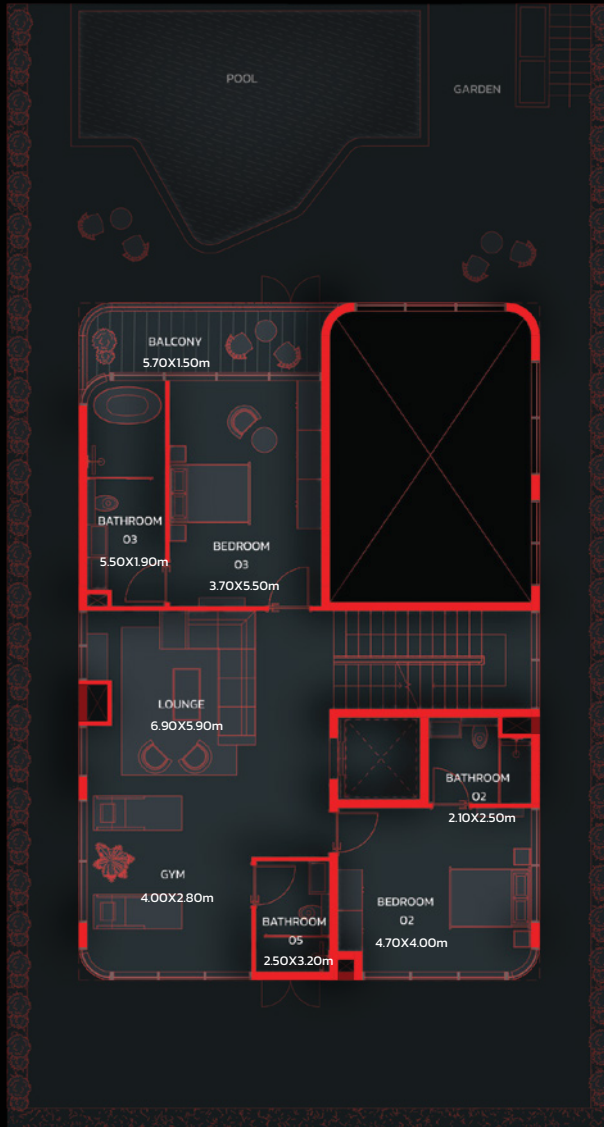 POOL
GARDEN
BALCONY
5.70X1.50m
BATHROOM
03
5.50X1.90m
BEDROOM
03
3.70X5.50m
LOUNGE
6.90X5.90m
BATHROOM
02
2.10X2.50m
GYM
4.00X2.80m
BEDROOM
02
4.70X4.00m
BATHROOM
05
2.50X3.20m